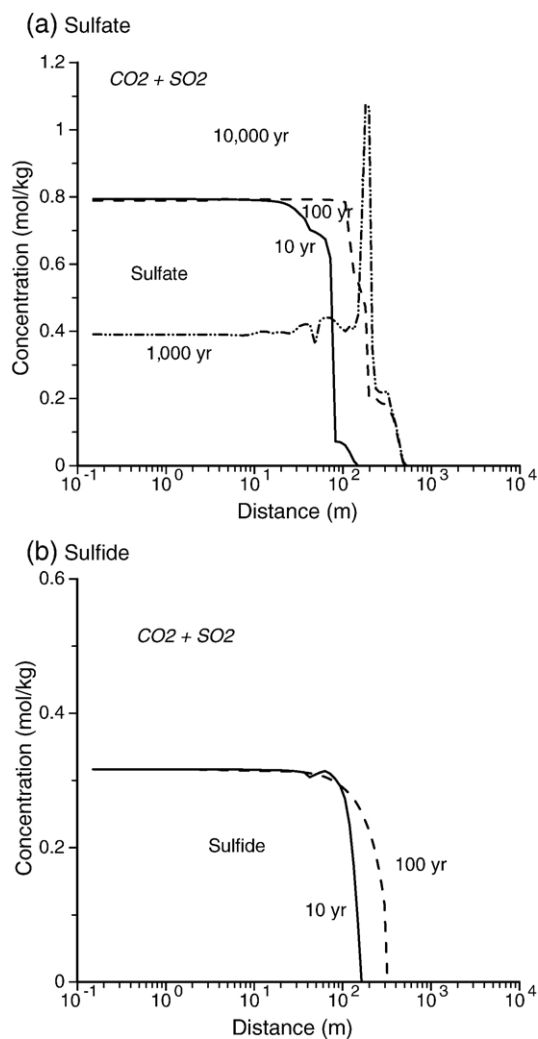 (a) Sulfate
CO2 + SO2
10,000 yr
100 yr
10 yr
Sulfate
1,000 yr
Concentration (mol/kg)
1.2
1
0.8
0.6
0.4
0.2
0
10-1 100 101 102 103 104
Distance (m)
(b) Sulfide
CO2 + SO2
Sulfide
100 yr
10 yr
Concentration (mol/kg)
0.6
0.4
0.2
0
10-1 100 101 102 103 104
Distance (m)